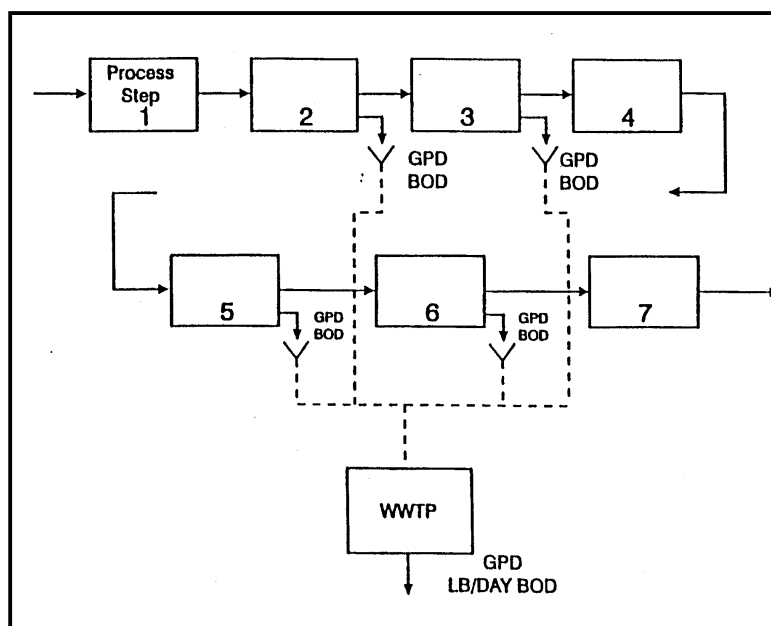 Process
Step
1
2
3
4
GPD
BOD
GPD
BOD
5
6
7
GPD
BOD
GPD
BOD
WWTP
GPD
LB/DAY BOD